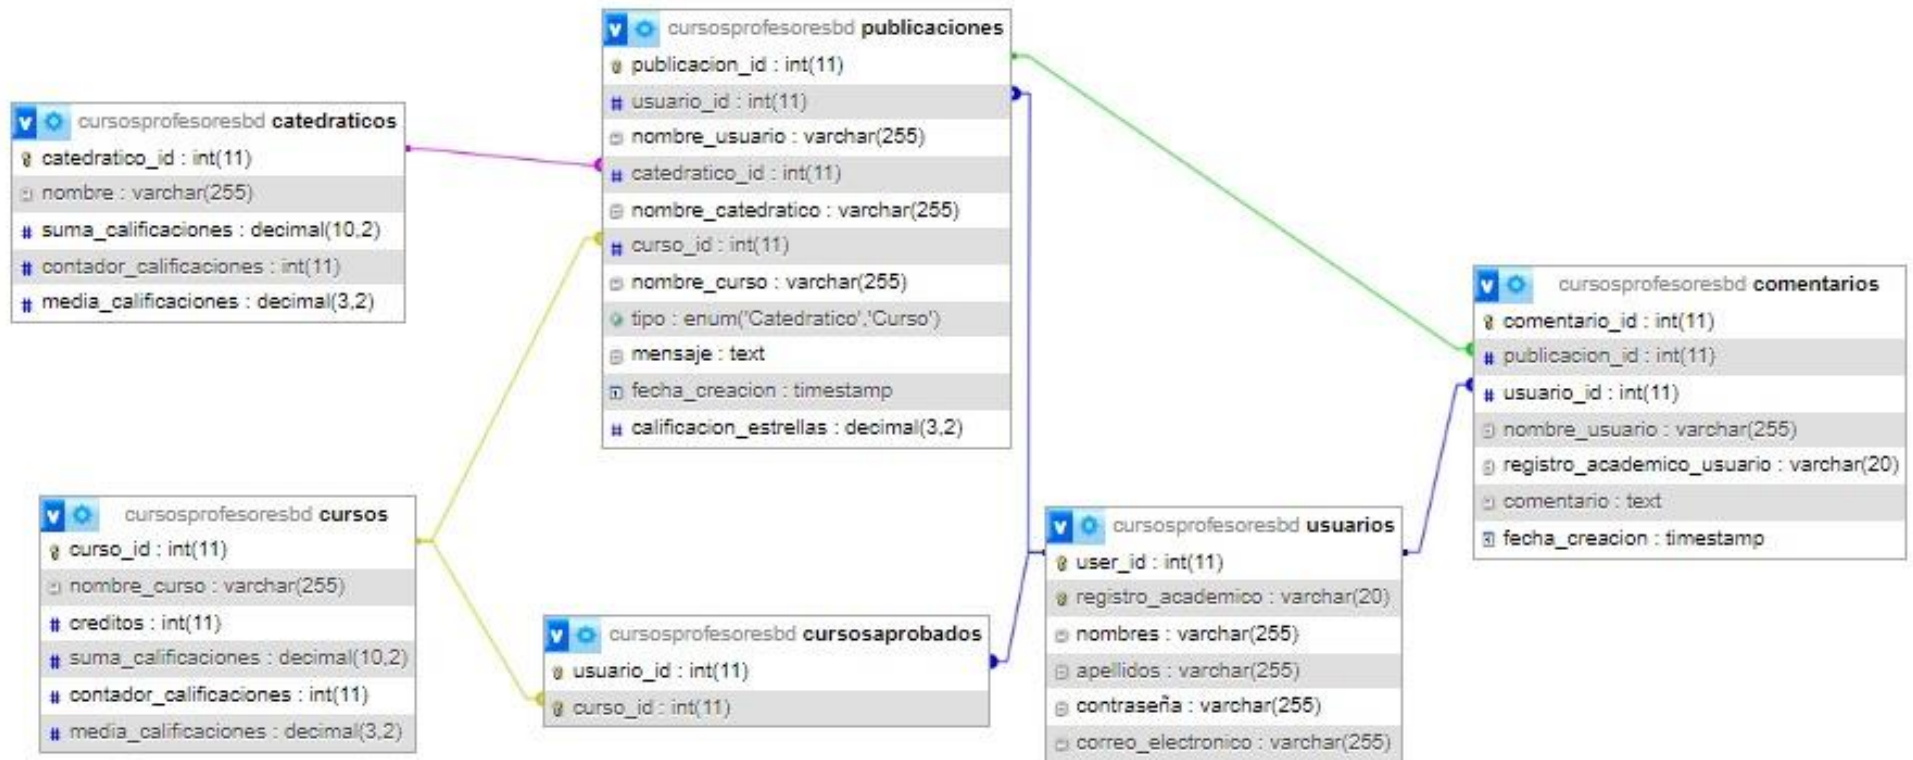 cursosprofesoresbd catedraticos
catedratico_id : int(11)
nombre : varchar(255)
suma_calificaciones : decimal(10,2)
contador_calificaciones : int(11)
media_calificaciones : decimal(3,2)
cursosprofesoresbd publicaciones
publicacion_id : int(11)
usuario_id : int(11)
nombre_usuario : varchar(255)
catedratico_id : int(11)
nombre_catedratico : varchar(255)
curso_id : int(11)
nombre_curso : varchar(255)
tipo : enum('Catedratico','Curso')
mensaje : text
fecha_creacion : timestamp
calificacion_estrellas : decimal(3,2)
cursosprofesoresbd comentarios
comentario_id : int(11)
publicacion_id : int(11)
usuario_id : int(11)
nombre_usuario : varchar(255)
registro_academico_usuario : varchar(20)
comentario : text
fecha_creacion : timestamp
cursosprofesoresbd cursos
curso_id : int(11)
nombre_curso : varchar(255)
creditos : int(11)
suma_calificaciones : decimal(10,2)
contador_calificaciones : int(11)
media_calificaciones : decimal(3,2)
cursosprofesoresbd cursosaprobados
usuario_id : int(11)
curso_id : int(11)
cursosprofesoresbd usuarios
user_id : int(11)
registro_academico : varchar(20)
nombres : varchar(255)
apellidos : varchar(255)
contraseña : varchar(255)
correo_electronico : varchar(255)